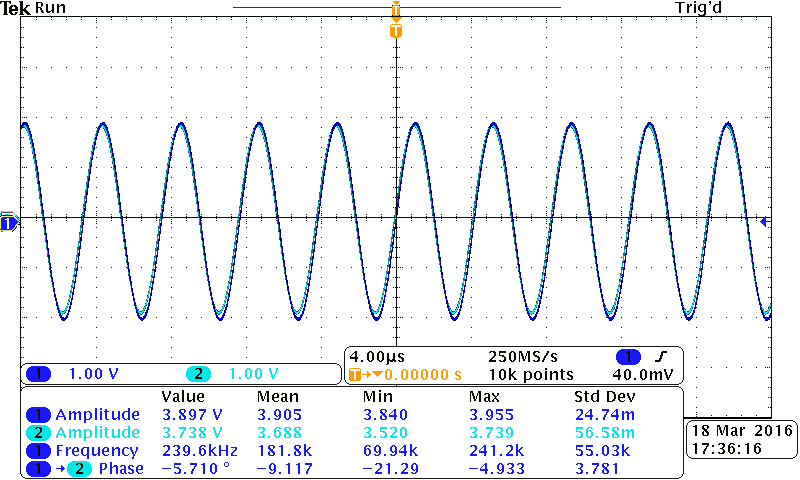 Tek Run Trig'd
T
T
1
1 1.00 V 2 1.00 V
4.00µs 250MS/s 1
T→▼0.00000 s 10k points 40.0mV
Value Mean Min Max Std Dev
1 Amplitude 3.897 V 3.905 3.840 3.955 24.74m
2 Amplitude 3.738 V 3.688 3.520 3.739 56.58m
1 Frequency 239.6kHz 181.8k 69.94k 241.2k 55.03k
1 → 2 Phase −5.710 ° −9.117 −21.29 −4.933 3.781
18 Mar 2016
17:36:16